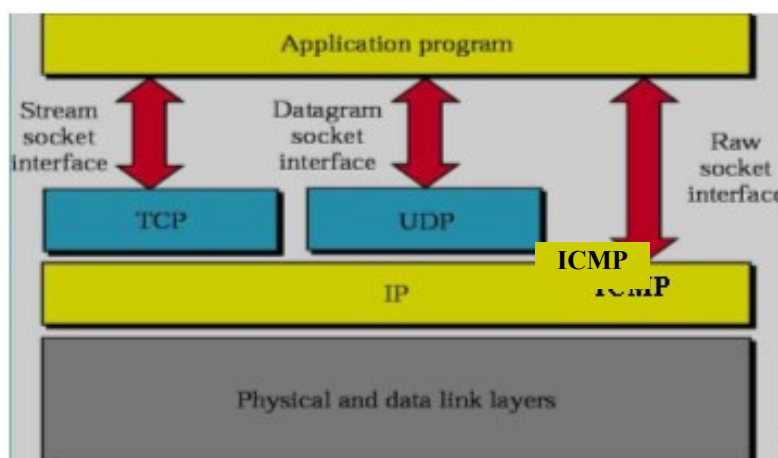 Application program
Stream
socket
interface
Datagram
socket
interface
Raw
socket
interface
TCP
UDP
ICMP
ICMP
IP
Physical and data link layers